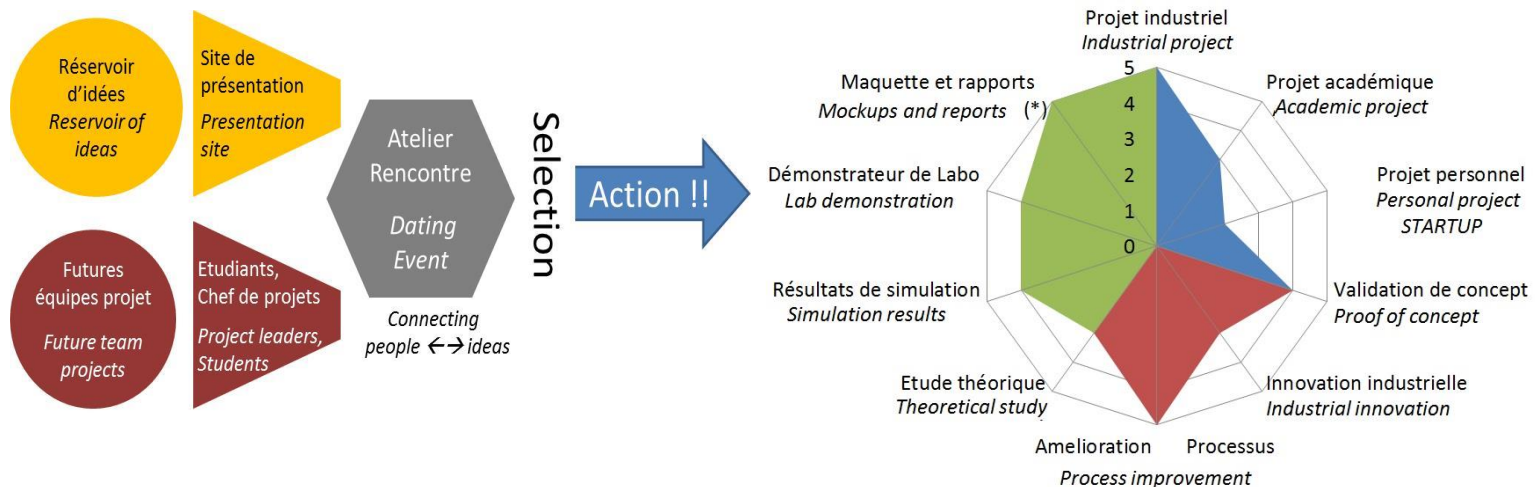 Réservoir
d'idées
Reservoir of
ideas
Site de
présentation
Presentation
site
Futures
équipes projet
Future team
projects
Etudiants,
Chef de projets
Project leaders,
Students
Atelier
Rencontre
Dating
Event
Connecting
people ←→ ideas
Selection
Action !!
Projet industriel
Industrial project
5
4
3
2
1
0
Projet académique
Academic project
Projet personnel
Personal project
STARTUP
Validation de concept
Proof of concept
Innovation industrielle
Industrial innovation
Amelioration Processus
Process improvement
Etude théorique
Theoretical study
Résultats de simulation
Simulation results
Démonstrateur de Labo
Lab demonstration
Maquette et rapports
Mockups and reports (*)